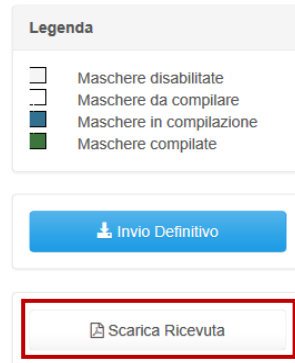 Legenda
Maschere disabilitate
Maschere da compilare
Maschere in compilazione
Maschere compilate
Invio Definitivo
Scarica Ricevuta